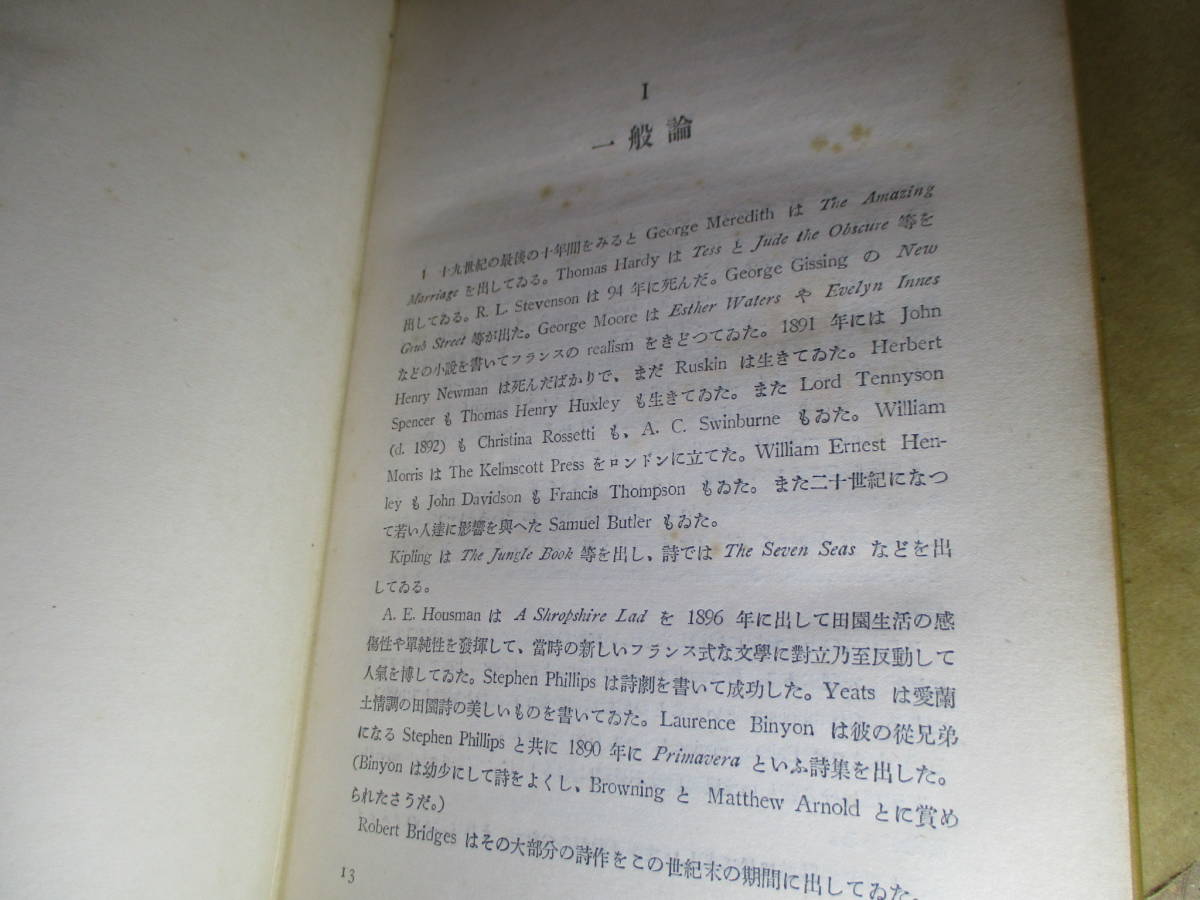 I
一般論
1 十九世紀の最後の十年間をみると George Meredith は The Amazing
Marriage を出してゐる。Thomas Hardy は Tess と Jude the Obscure 等を
出してゐる。R. L. Stevenson は 94 年に死んだ。George Gissing の New
Grub Street 等が出た。George Moore は Esther Waters や Evelyn Innes
などの小説を書いてフランスの realism をきどつてゐた。1891 年には John
Henry Newman は死んだばかりで、まだ Ruskin は生きてゐた。Herbert
Spencer も Thomas Henry Huxley も生きてゐた。また Lord Tennyson
(d. 1892) も Christina Rossetti も、A. C. Swinburne もゐた。William
Morris は The Kelmscott Press をロンドンに立てた。William Ernest Hen-
ley も John Davidson も Francis Thompson もゐた。また二十世紀になつ
て若い人達に影響を與へた Samuel Butler もゐた。
Kipling は The Jungle Book 等を出し、詩では The Seven Seas などを出
してゐる。
A. E. Housman は A Shropshire Lad を 1896 年に出して田園生活の感
傷性や單純性を發揮して、當時の新しいフランス式な文學に對立乃至反動して
人氣を博してゐた。Stephen Phillips は詩劇を書いて成功した。Yeats は愛蘭
土情調の田園詩の美しいものを書いてゐた。Laurence Binyon は彼の從兄弟
になる Stephen Phillips と共に 1890 年に Primavera といふ詩集を出した。
(Binyon は幼少にして詩をよくし、Browning と Matthew Arnold とに賞め
られたさうだ。)
Robert Bridges はその大部分の詩作をこの世紀末の期間に出してゐた。
13